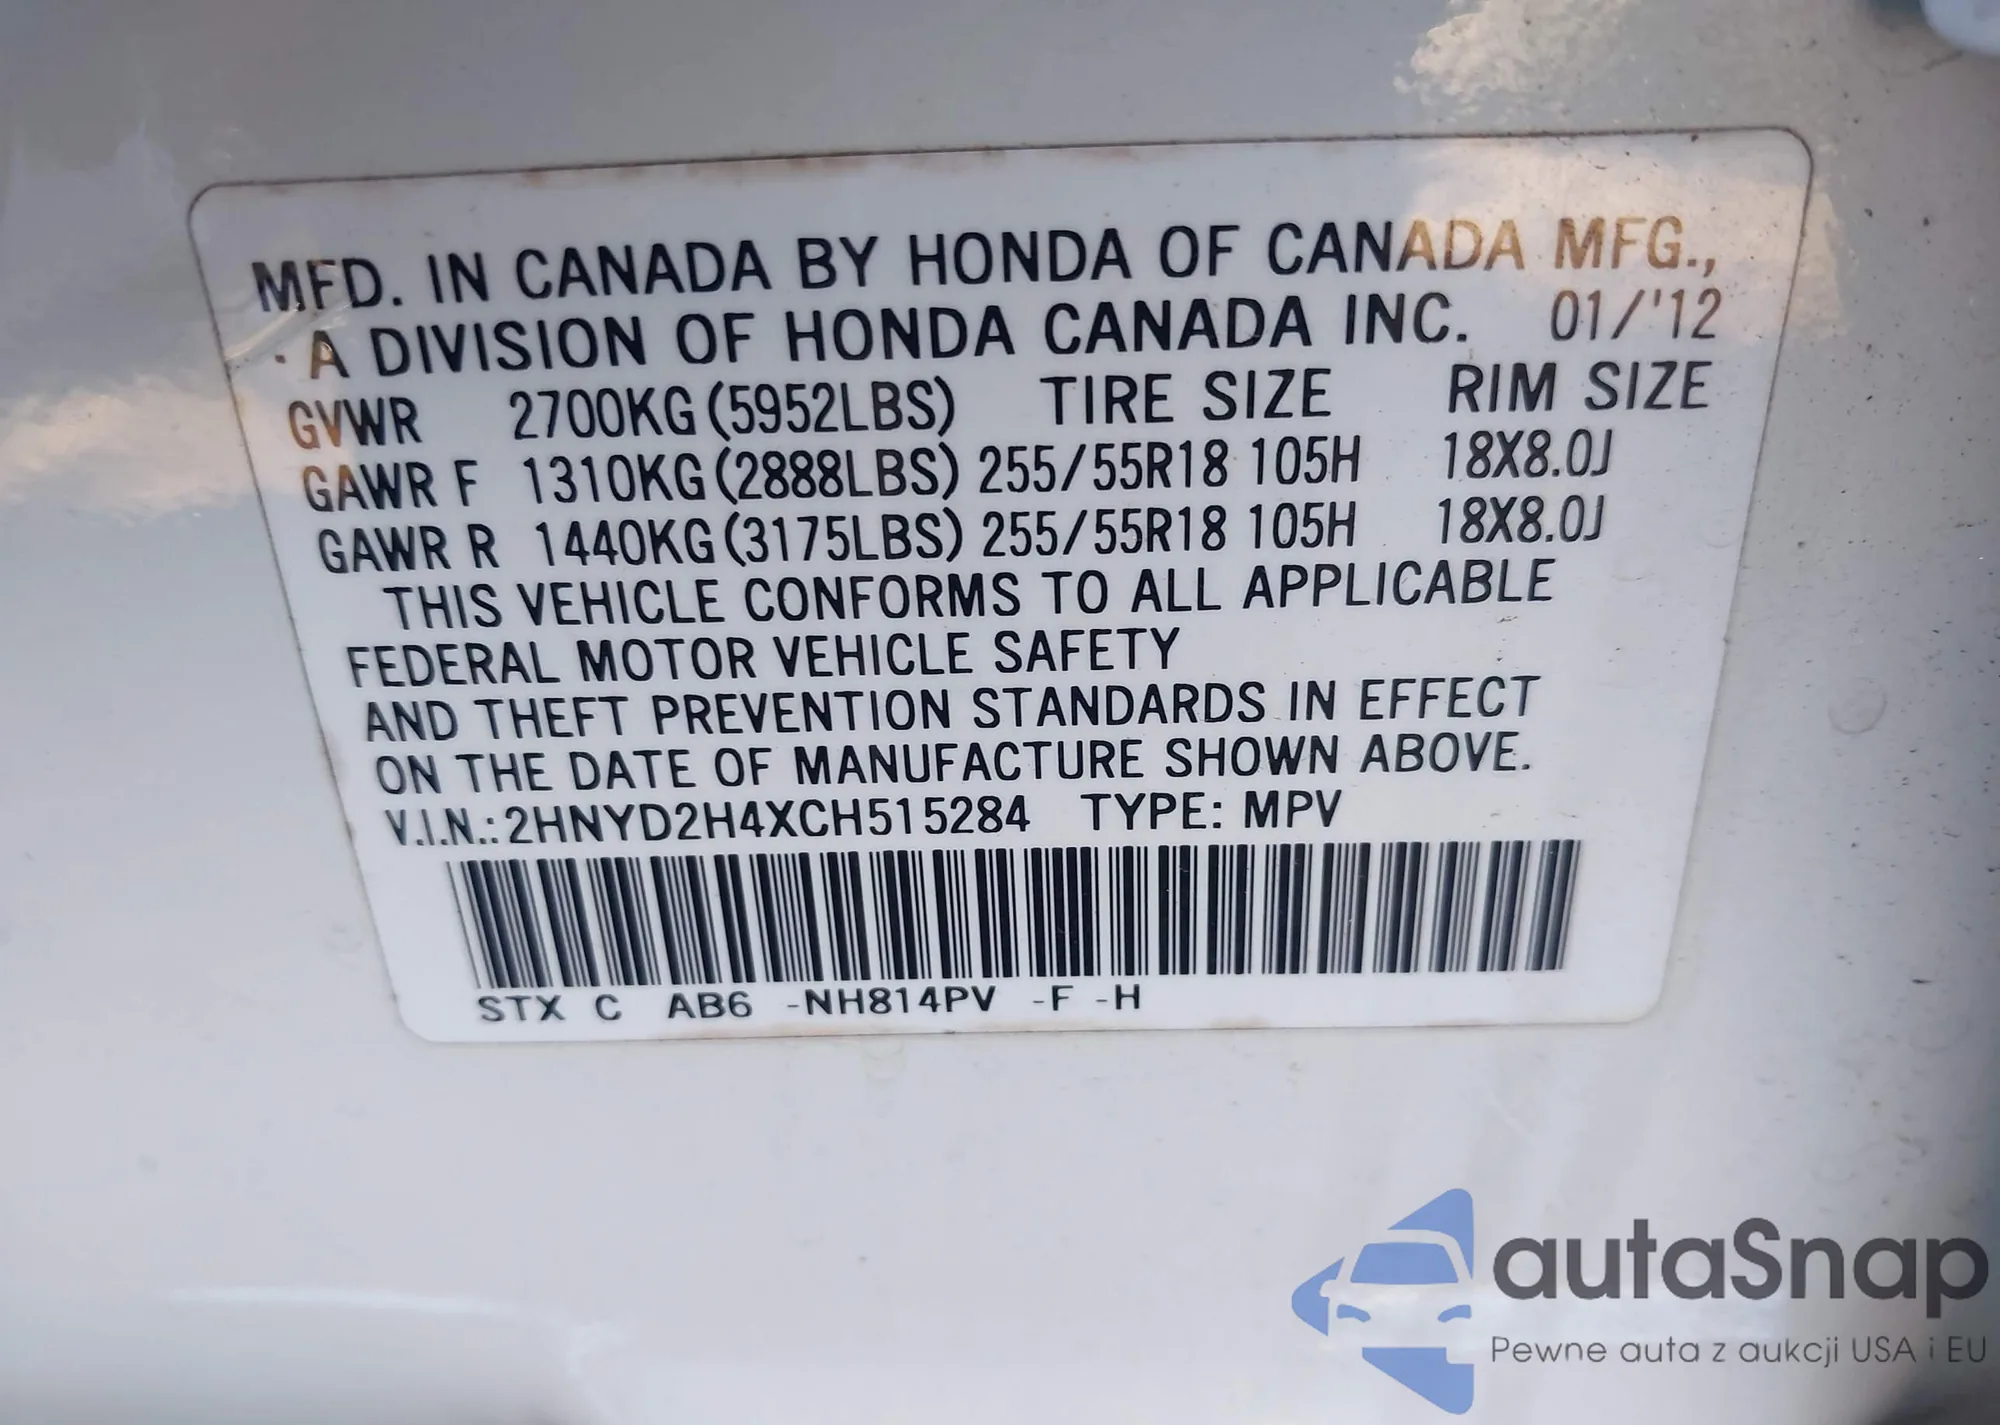 MFD. IN CANADA BY HONDA OF CANADA MFG.,
A DIVISION OF HONDA CANADA INC. 01/'12
GVWR 2700KG (5952LBS) TIRE SIZE RIM SIZE
GAWR F 1310KG (2888LBS) 255/55R18 105H 18X8.0J
GAWR R 1440KG (3175LBS) 255/55R18 105H 18X8.0J
THIS VEHICLE CONFORMS TO ALL APPLICABLE
FEDERAL MOTOR VEHICLE SAFETY
AND THEFT PREVENTION STANDARDS IN EFFECT
ON THE DATE OF MANUFACTURE SHOWN ABOVE.
V.I.N.: 2HNYD2H4XCH515284 TYPE: MPV
STX C AB6 -NH814PV -F -H
autaSnap
Pewne auta z aukcji USA i EU